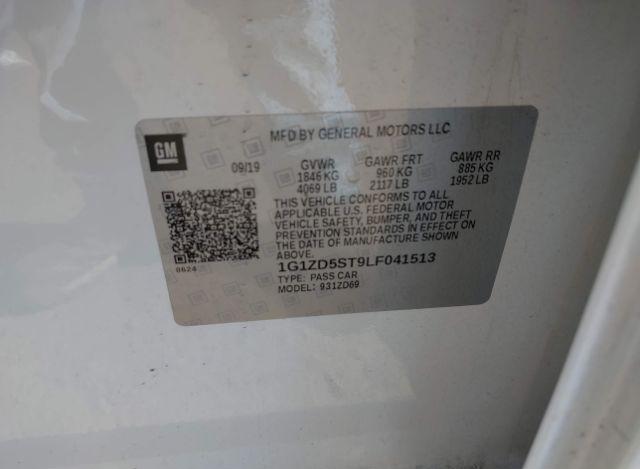 GM
MFD BY GENERAL MOTORS LLC
09/19
GVWR GAWR FRT GAWR RR
1846 KG 960 KG 885 KG
4069 LB 2117 LB 1952 LB
THIS VEHICLE CONFORMS TO ALL
APPLICABLE U.S. FEDERAL MOTOR
VEHICLE SAFETY, BUMPER, AND THEFT
PREVENTION STANDARDS IN EFFECT ON
THE DATE OF MANUFACTURE SHOWN
ABOVE.
0624
1G1ZD5ST9LF041513
TYPE: PASS CAR
MODEL: 931ZD69